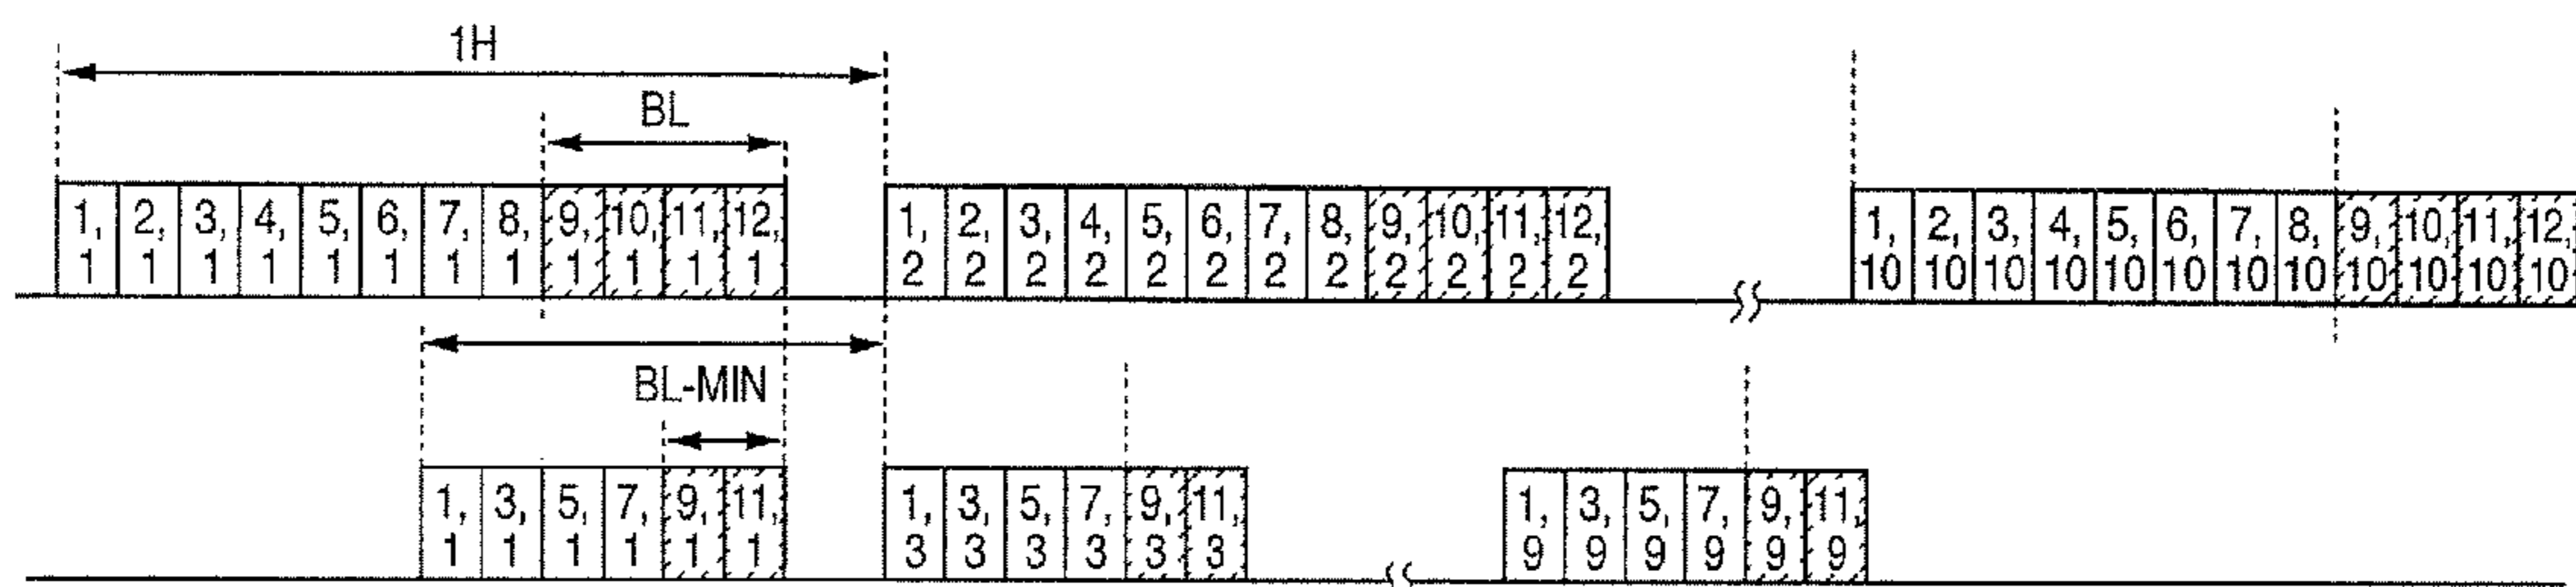 1H
BL
1, 2, 3, 4, 5, 6, 7, 8, 9, 10, 11, 12, 1, 2, 3, 4, 5, 6, 7, 8, 9, 10, 11, 12, 1, 2, 3, 4, 5, 6, 7, 8, 9, 10, 11, 12,
1 1 1 1 1 1 1 1 1 1 1 1 2 2 2 2 2 2 2 2 2 2 2 2 10 10 10 10 10 10 10 10 10 10 10 10
BL-MIN
1, 3, 5, 7, 9, 11, 1, 3, 5, 7, 9, 11, 1, 3, 5, 7, 9, 11,
1 1 1 1 1 1 3 3 3 3 3 3 9 9 9 9 9 9